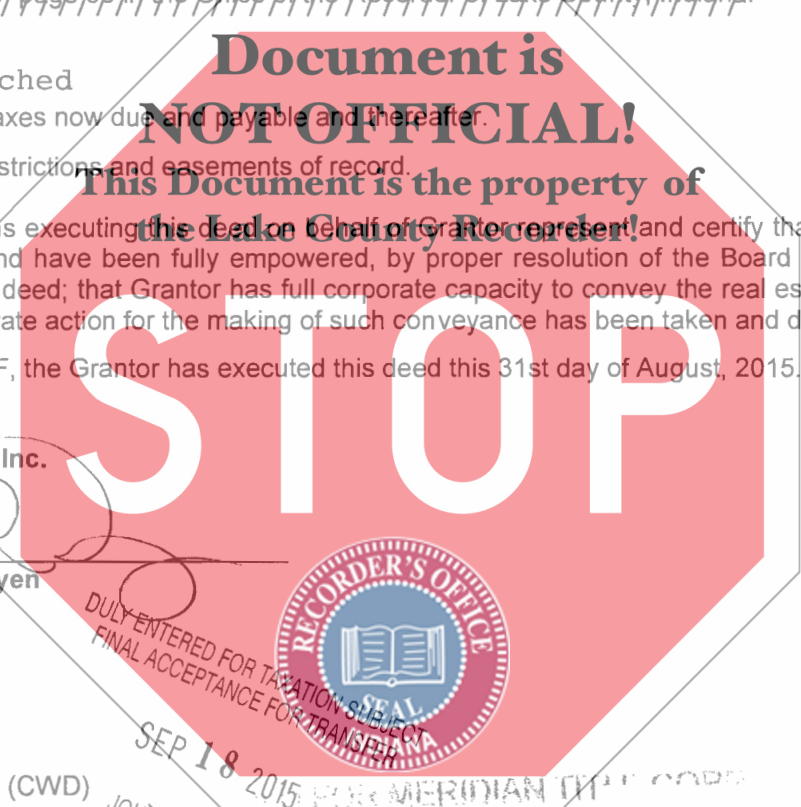 Document is
ched
axes now due and payable and thereafter.
NOT OFFICIAL!
strictions and easements of record.
This Document is the property of
the Lake County Recorder!
s executing this deed on behalf of Grantor represent and certify tha
nd have been fully empowered, by proper resolution of the Board
deed; that Grantor has full corporate capacity to convey the real es
rate action for the making of such conveyance has been taken and d
F, the Grantor has executed this deed this 31st day of August, 2015.
STOP
Inc.
yen
RECORDER'S OFFICE
SEAL
INDIANA
DULY ENTERED FOR TAXATION SUBJECT
FINAL ACCEPTANCE FOR TRANSFER
SEP 18 2015
(CWD)
MERIDIAN TITLE CORP